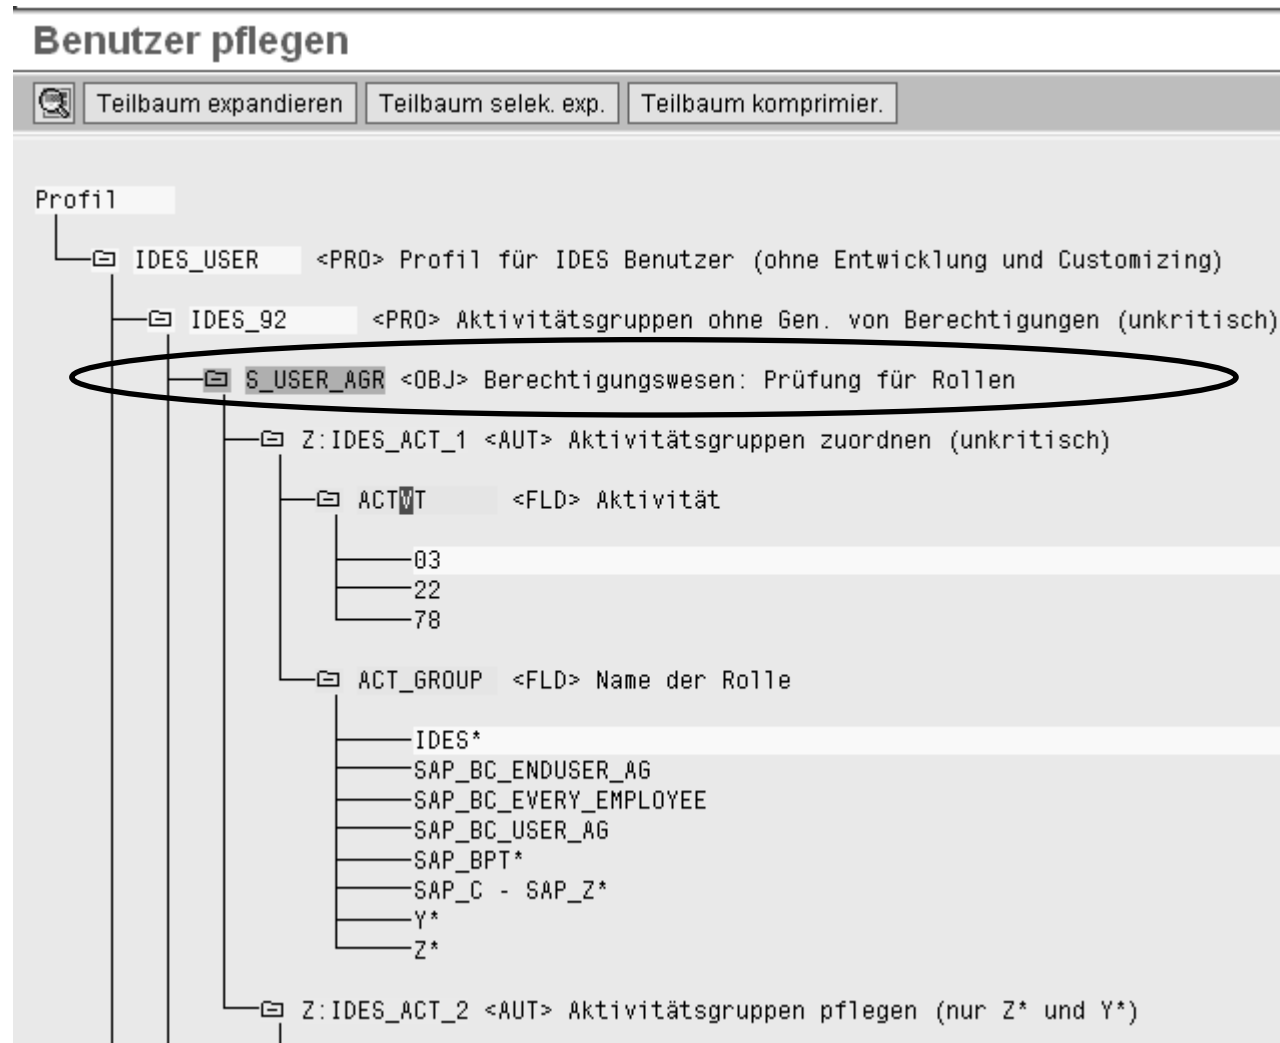 Benutzer pflegen
Teilbaum expandieren Teilbaum selek. exp. Teilbaum komprimier.
Profil
IDES_USER <PRO> Profil für IDES Benutzer (ohne Entwicklung und Customizing)
IDES_92 <PRO> Aktivitätsgruppen ohne Gen. von Berechtigungen (unkritisch)
S_USER_AGR <OBJ> Berechtigungswesen: Prüfung für Rollen
Z:IDES_ACT_1 <AUT> Aktivitätsgruppen zuordnen (unkritisch)
ACTVT <FLD> Aktivität
03
22
78
ACT_GROUP <FLD> Name der Rolle
IDES*
SAP_BC_ENDUSER_AG
SAP_BC_EVERY_EMPLOYEE
SAP_BC_USER_AG
SAP_BPT*
SAP_C - SAP_Z*
Y*
Z*
Z:IDES_ACT_2 <AUT> Aktivitätsgruppen pflegen (nur Z* und Y*)